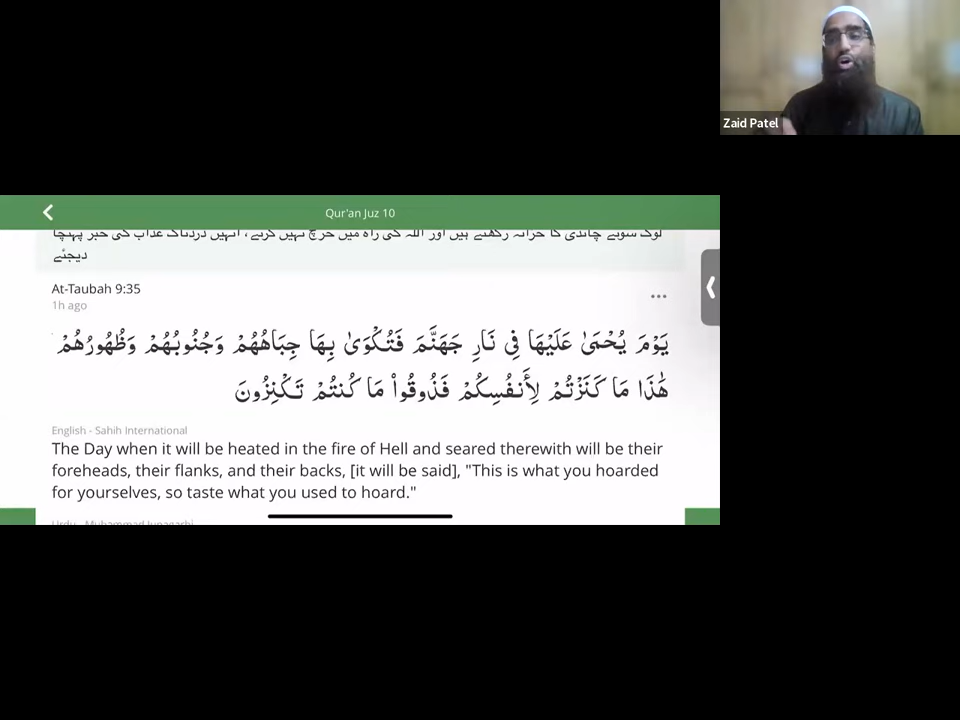 Zaid Patel
Qur'an Juz 10
لوگ سونے چاندی کا خزانہ رکھتے ہیں اور اللہ کی راه میں خرچ نہیں کرتے، انہیں دردناک عذاب کی خبر پہنچا
دیجئے
At-Taubah 9:35
1h ago
يَوْمَ يُحْمَىٰ عَلَيْهَا فِى نَارِ جَهَنَّمَ فَتُكْوَىٰ بِهَا جِبَاهُهُمْ وَجُنُوبُهُمْ وَظُهُورُهُمْ
هَٰذَا مَا كَنَزْتُمْ لِأَنفُسِكُمْ فَذُوقُوا۟ مَا كُنتُمْ تَكْنِزُونَ
English - Sahih International
The Day when it will be heated in the fire of Hell and seared therewith will be their
foreheads, their flanks, and their backs, [it will be said], "This is what you hoarded
for yourselves, so taste what you used to hoard."
Urdu - Muhammad Junagarhi